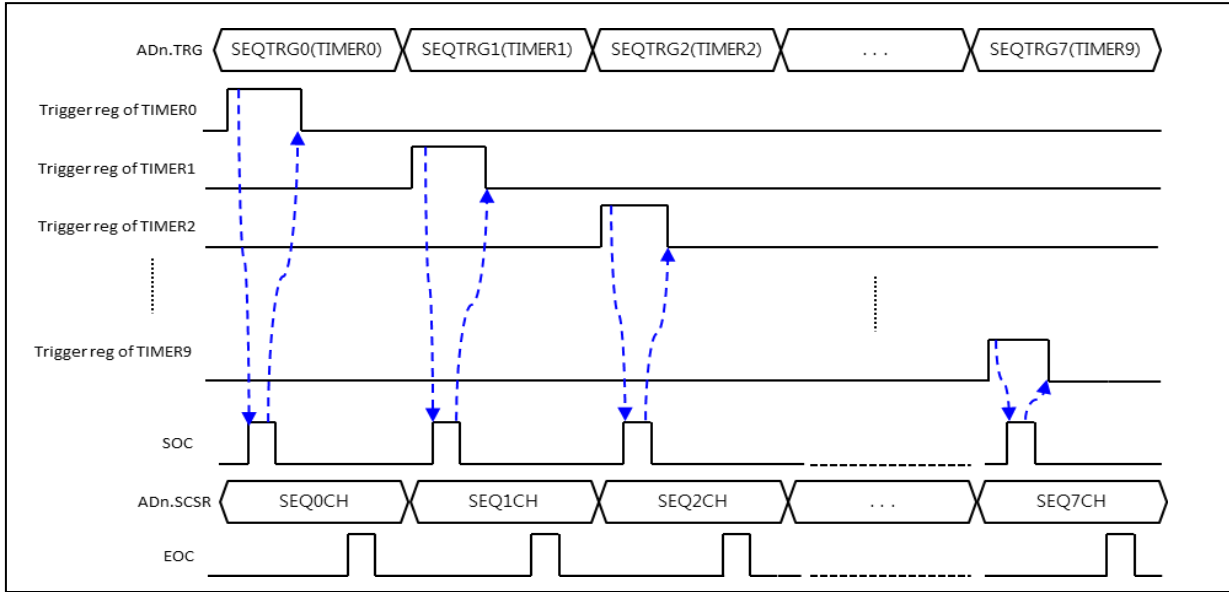 ADn.TRG SEQTRG0(TIMER0) SEQTRG1(TIMER1) SEQTRG2(TIMER2) . . . SEQTRG7(TIMER9)
Trigger reg of TIMER0
Trigger reg of TIMER1
Trigger reg of TIMER2
Trigger reg of TIMER9
SOC
ADn.SCSR SEQ0CH SEQ1CH SEQ2CH . . . SEQ7CH
EOC